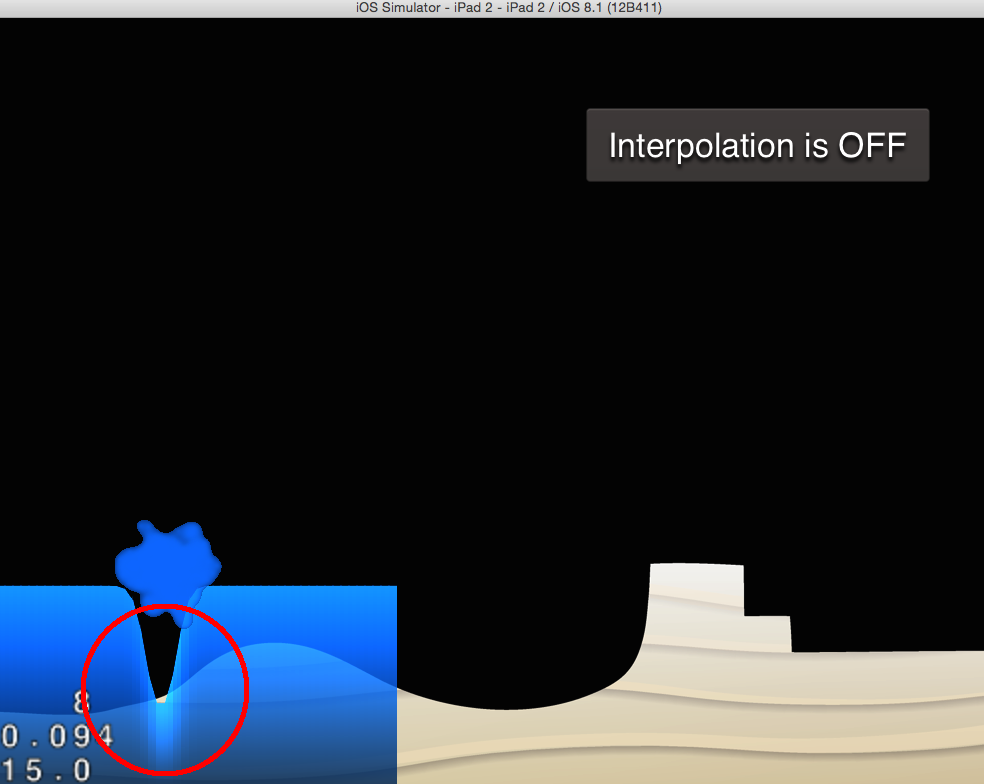 iOS Simulator - iPad 2 - iPad 2 / iOS 8.1 (12B411)
Interpolation is OFF
8
0.094
15.0